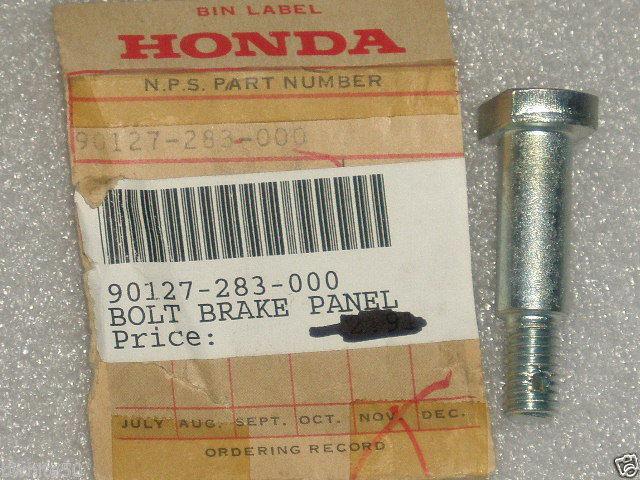 BIN LABEL
HONDA
N.P.S. PART NUMBER
90127-283-000
90127-283-000
BOLT BRAKE PANEL
Price:
JULY AUG. SEPT. OCT. NOV. DEC.
ORDERING RECORD